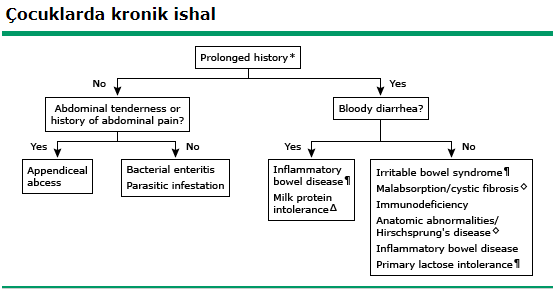 Çocuklarda kronik ishal
Prolonged history*
No
Yes
Abdominal tenderness or
history of abdominal pain?
Bloody diarrhea?
Yes
No
Yes
No
Appendiceal
abcess
Bacterial enteritis
Parasitic infestation
Inflammatory
bowel disease¶
Milk protein
intoleranceΔ
Irritable bowel syndrome¶
Malabsorption/cystic fibrosis◇
Immunodeficiency
Anatomic abnormalities/
Hirschsprung's disease◇
Inflammatory bowel disease
Primary lactose intolerance¶